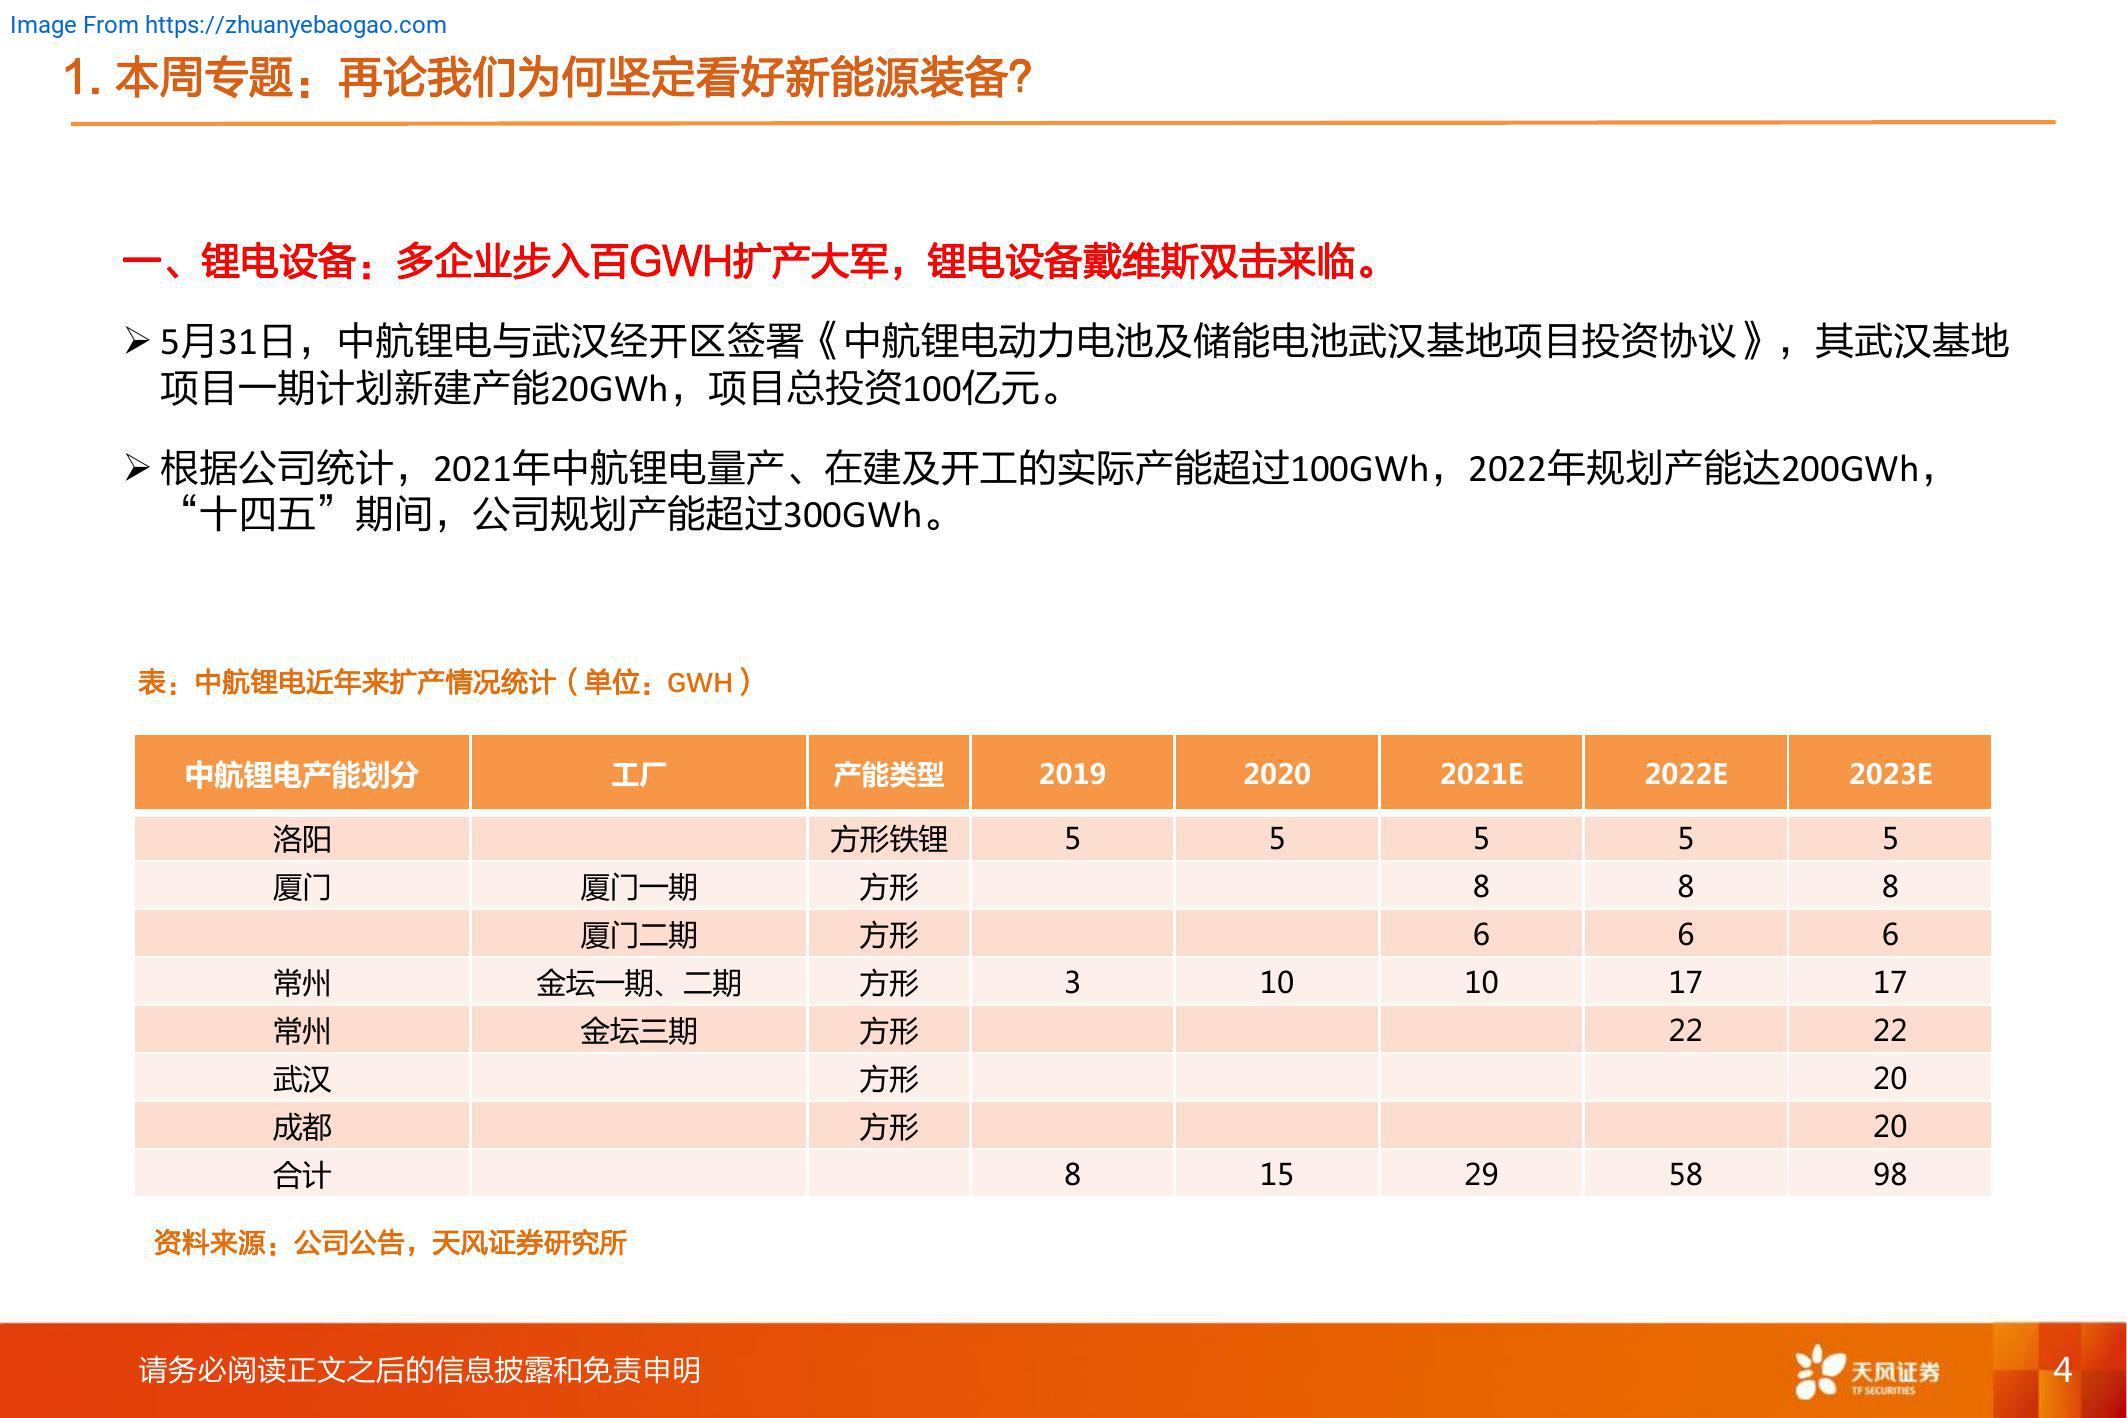 Image From https://zhuanyebaogao.com
1. 本周专题：再论我们为何坚定看好新能源装备？
一、锂电设备：多企业步入百GWH扩产大军，锂电设备戴维斯双击来临。
➢ 5月31日，中航锂电与武汉经开区签署《中航锂电动力电池及储能电池武汉基地项目投资协议》，其武汉基地
项目一期计划新建产能20GWh，项目总投资100亿元。
➢ 根据公司统计，2021年中航锂电量产、在建及开工的实际产能超过100GWh，2022年规划产能达200GWh，
“十四五”期间，公司规划产能超过300GWh。
表：中航锂电近年来扩产情况统计（单位：GWH）
中航锂电产能划分 工厂 产能类型 2019 2020 2021E 2022E 2023E
洛阳 方形铁锂 5 5 5 5 5
厦门 厦门一期 方形 8 8 8
厦门二期 方形 6 6 6
常州 金坛一期、二期 方形 3 10 10 17 17
常州 金坛三期 方形 22 22
武汉 方形 20
成都 方形 20
合计 8 15 29 58 98
资料来源：公司公告，天风证券研究所
请务必阅读正文之后的信息披露和免责申明
天风证券
TF SECURITIES
4